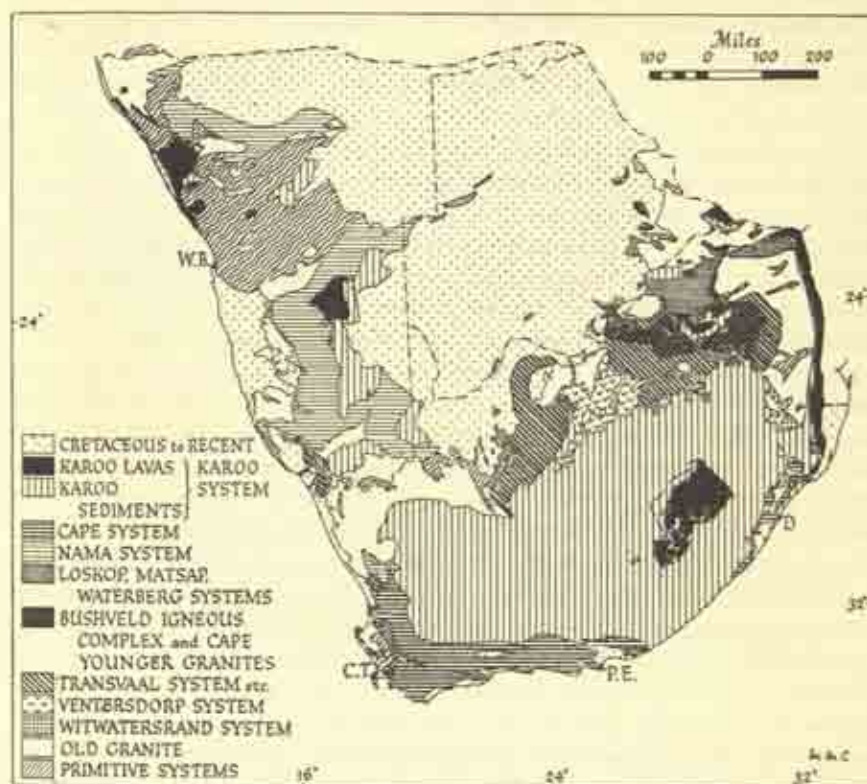 Miles
100 0 100 200
W.B.
24°
-24°
CRETACEOUS to RECENT
KAROO LAVAS } KAROO
KAROO SYSTEM
SEDIMENTS
CAPE SYSTEM
NAMA SYSTEM
LOSKOP, MATSAP,
WATERBERG SYSTEMS
BUSHVELD IGNEOUS
COMPLEX and CAPE
YOUNGER GRANITES
TRANSVAAL SYSTEM etc.
VENTERSDORP SYSTEM
WITWATERSRAND SYSTEM
OLD GRANITE
PRIMITIVE SYSTEMS
D.
32°
C.T.
P.E.
16° 24° 32°